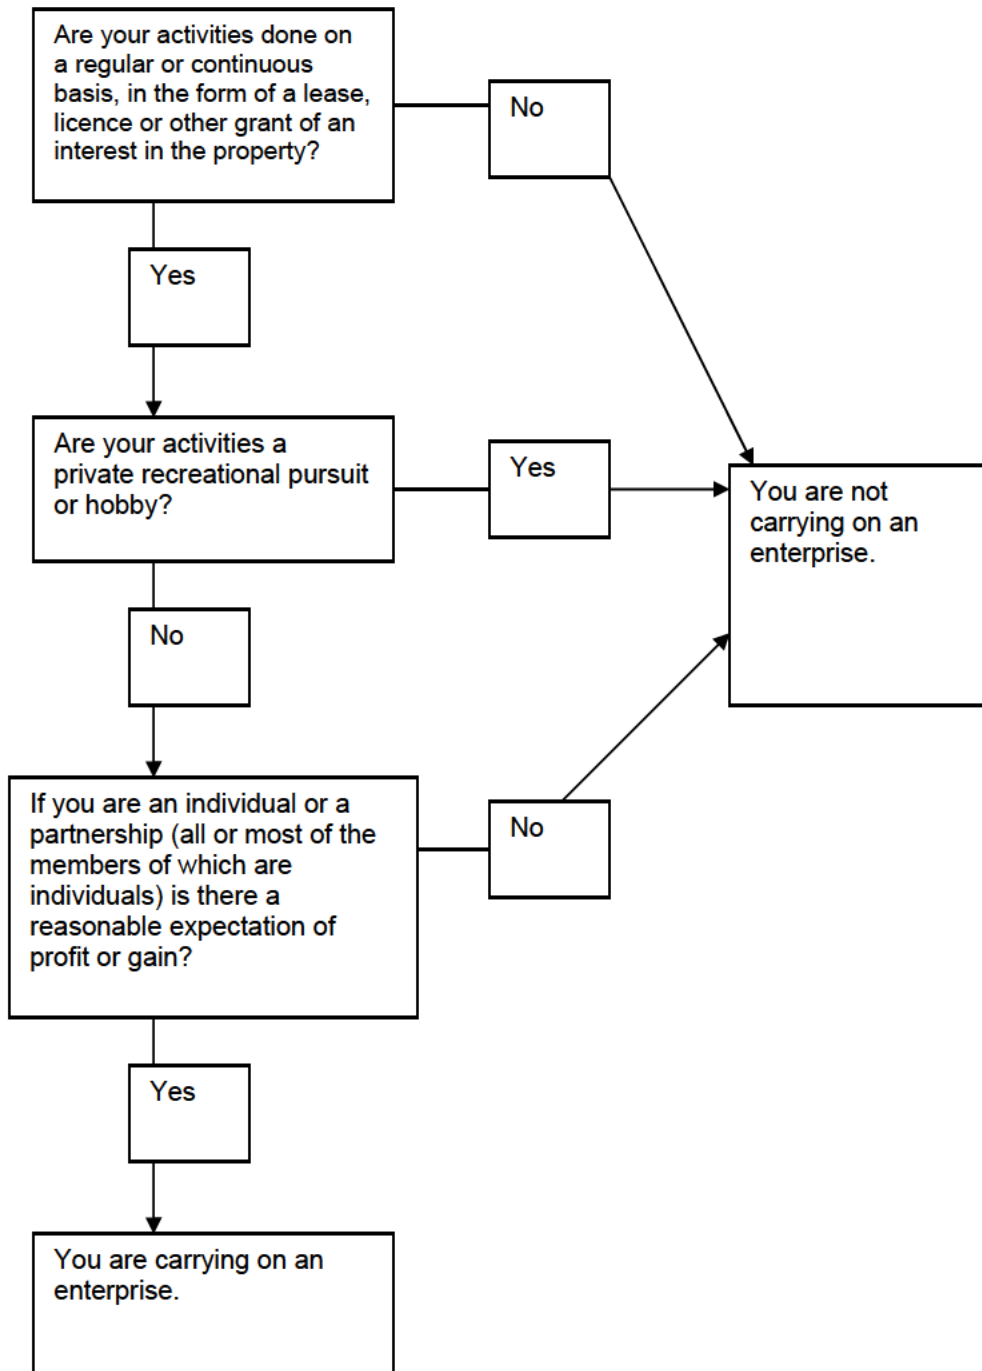 Are your activities done on
a regular or continuous
basis, in the form of a lease,
licence or other grant of an
interest in the property?
No
Yes
Are your activities a
private recreational pursuit
or hobby?
Yes
You are not
carrying on an
enterprise.
No
If you are an individual or a
partnership (all or most of the
members of which are
individuals) is there a
reasonable expectation of
profit or gain?
No
Yes
You are carrying on an
enterprise.